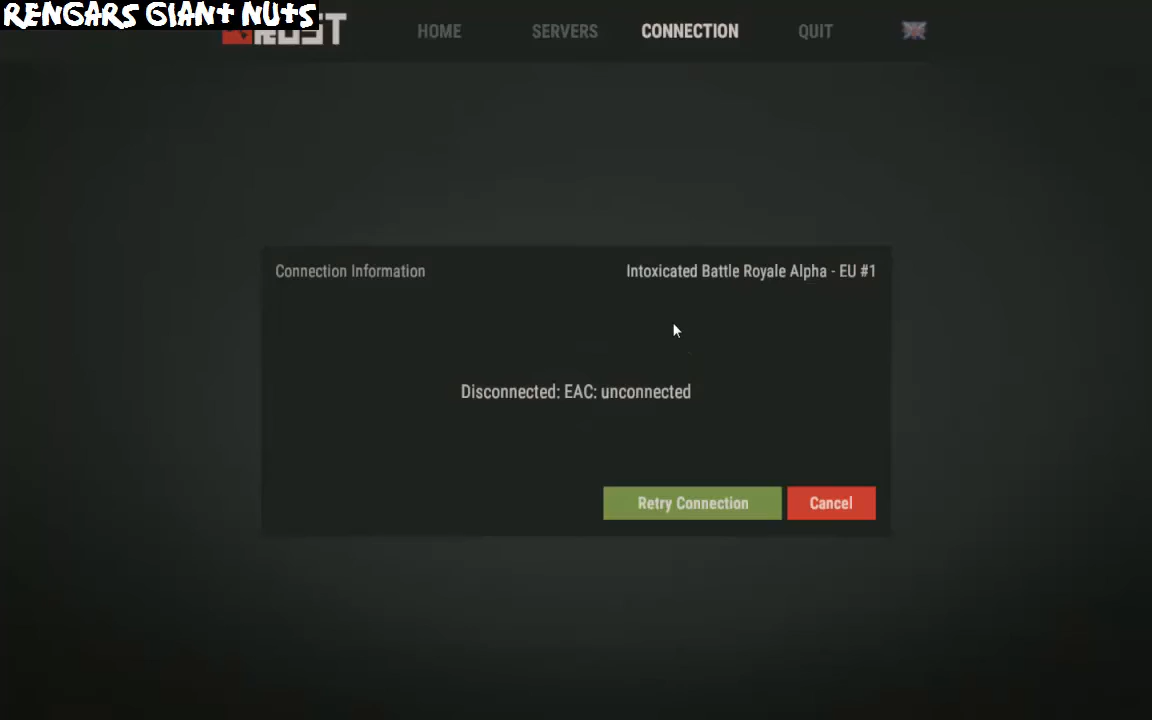 RENGARS GIANT NUTS
RUST
HOME
SERVERS
CONNECTION
QUIT
Connection Information
Intoxicated Battle Royale Alpha - EU #1
Disconnected: EAC: unconnected
Retry Connection
Cancel